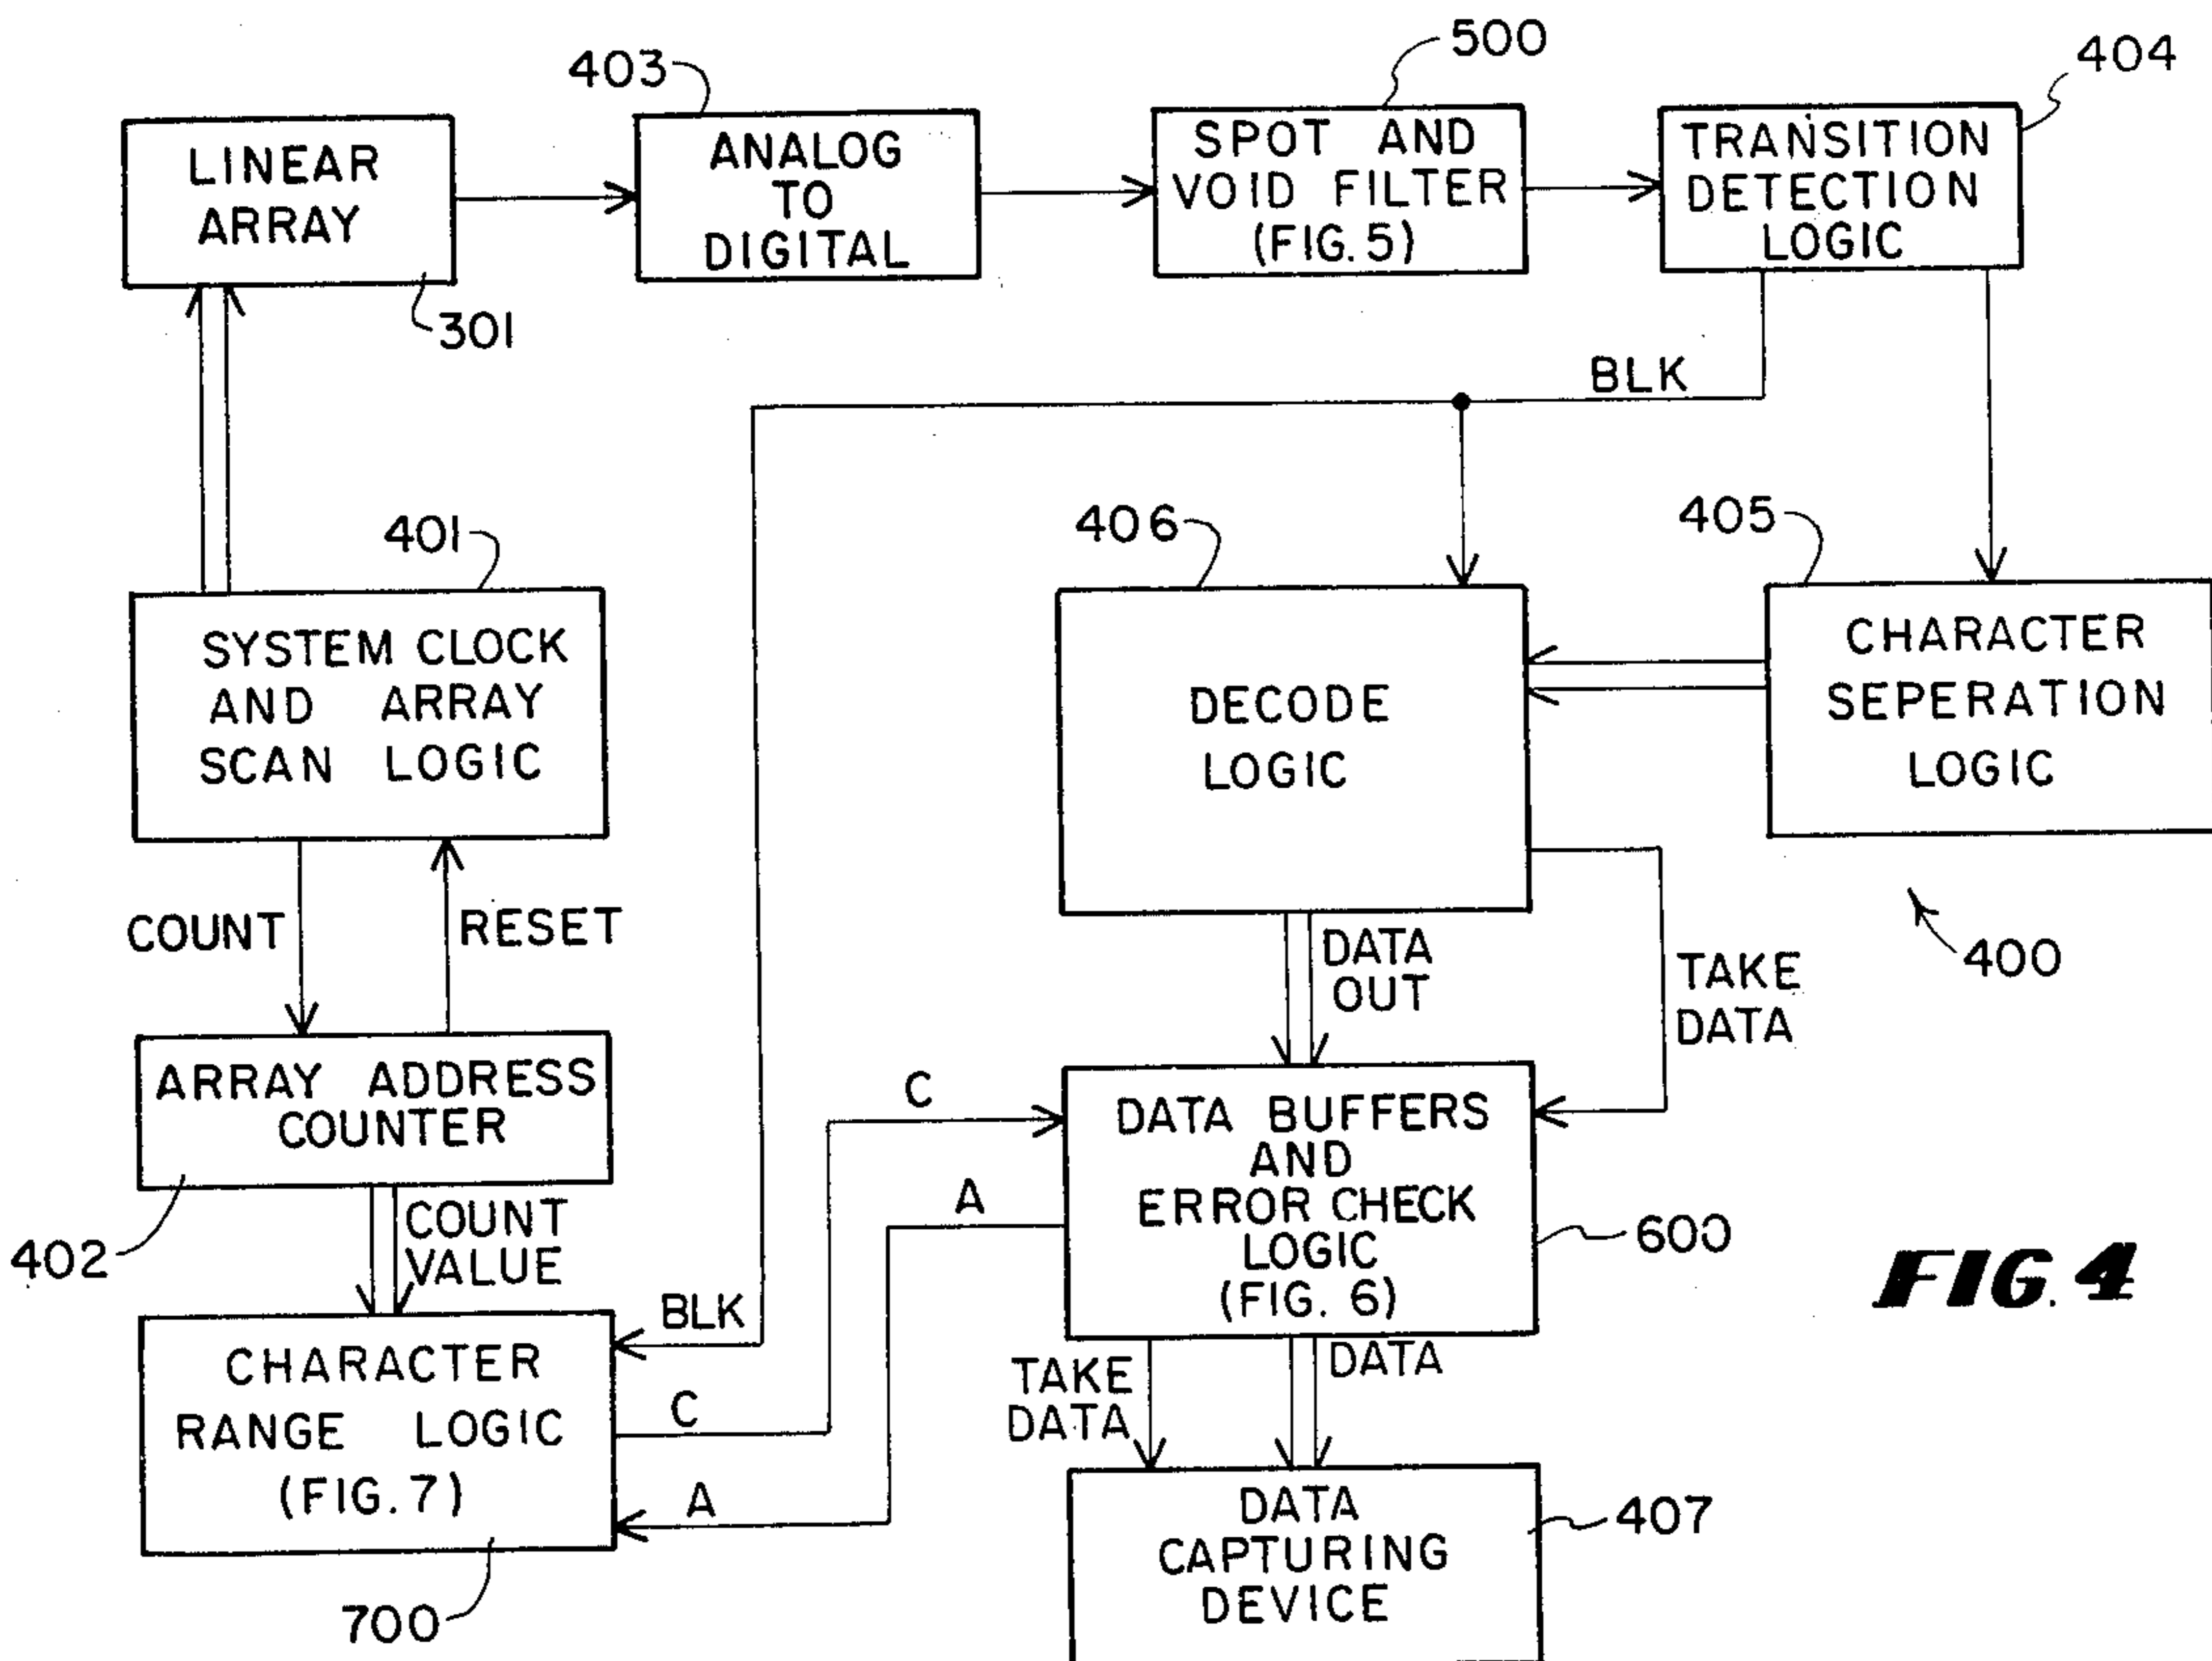 403
500
404
LINEAR
ARRAY
301
ANALOG
TO
DIGITAL
SPOT AND
VOID FILTER
(FIG. 5)
TRANSITION
DETECTION
LOGIC
BLK
401
SYSTEM CLOCK
AND ARRAY
SCAN LOGIC
406
DECODE
LOGIC
405
CHARACTER
SEPERATION
LOGIC
400
COUNT
RESET
DATA
OUT
TAKE
DATA
ARRAY ADDRESS
COUNTER
402
COUNT
VALUE
C
A
DATA BUFFERS
AND
ERROR CHECK
LOGIC
(FIG. 6)
600
FIG. 4
BLK
CHARACTER
RANGE LOGIC
(FIG. 7)
700
C
A
TAKE
DATA
DATA
DATA
CAPTURING
DEVICE
407